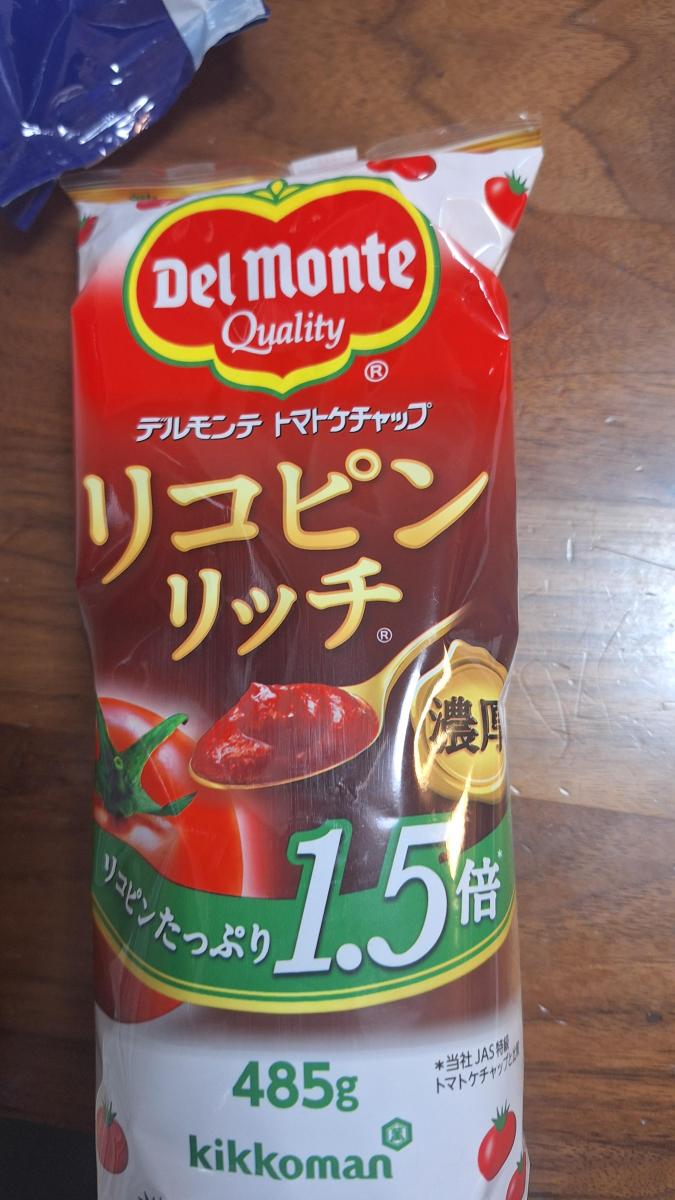 Del Monte
Quality
®
デルモンテ トマトケチャップ
リコピン
リッチ®
濃厚
リコピンたっぷり1.5倍*
*当社JAS特級
トマトケチャップと比較
485g
kikkoman